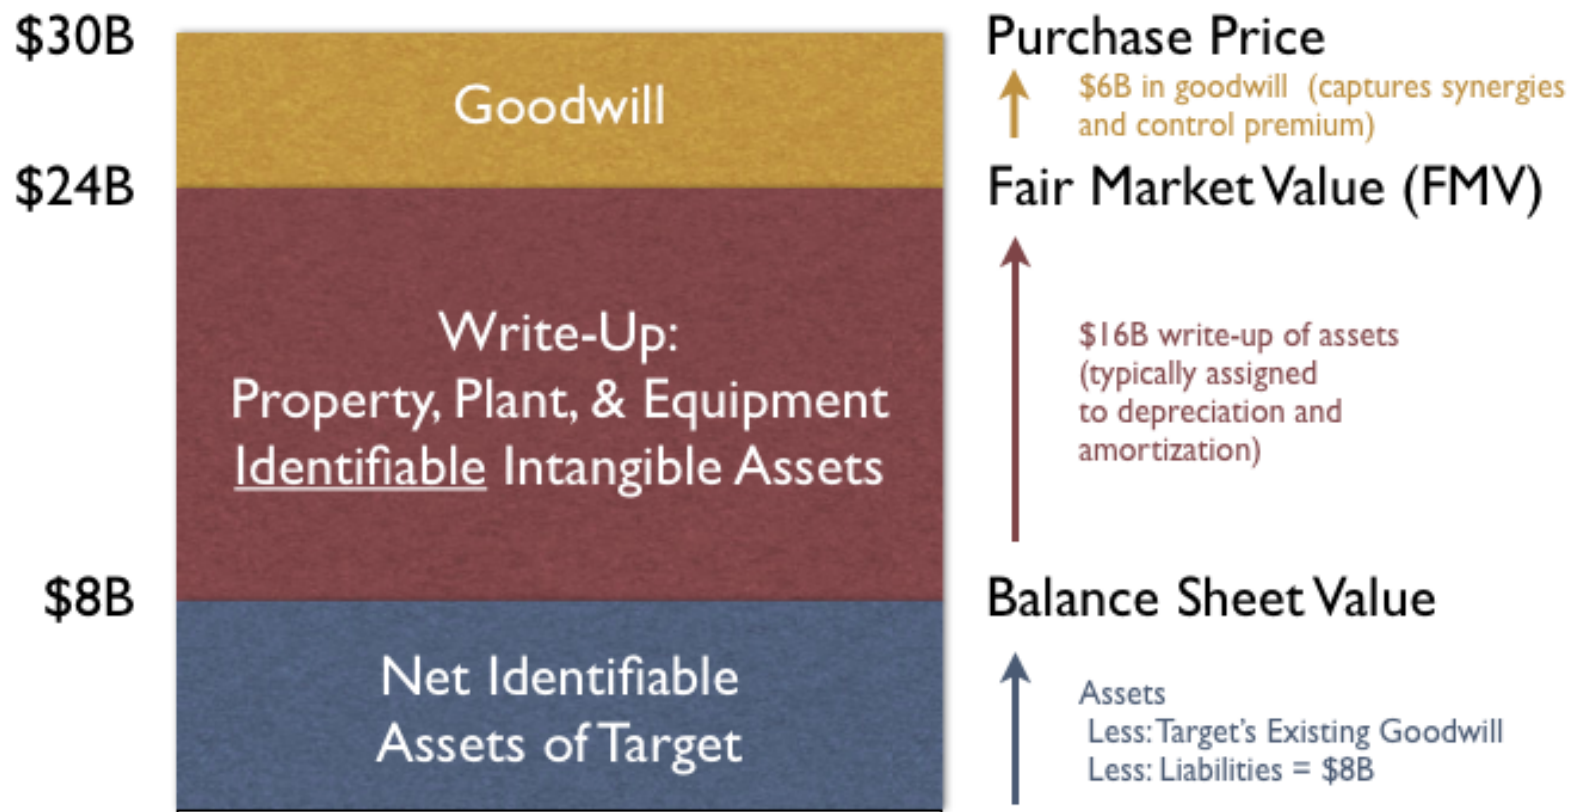 $30B
Goodwill
$24B
Write-Up:
Property, Plant, & Equipment
Identifiable Intangible Assets
$8B
Net Identifiable
Assets of Target
Purchase Price
$6B in goodwill (captures synergies
and control premium)
Fair Market Value (FMV)
$16B write-up of assets
(typically assigned
to depreciation and
amortization)
Balance Sheet Value
Assets
Less: Target's Existing Goodwill
Less: Liabilities = $8B